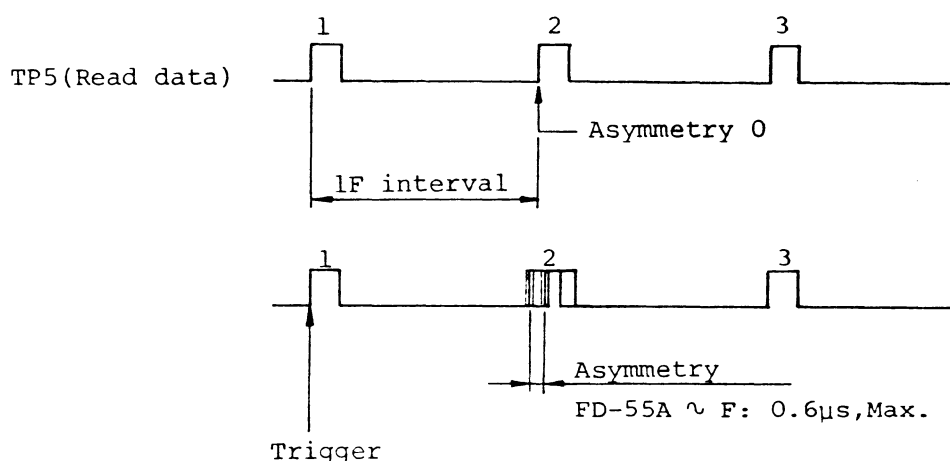 1 2 3
TP5(Read data)
Asymmetry 0
1F interval
1 2 3
Asymmetry
FD-55A ~ F: 0.6μs,Max.
Trigger